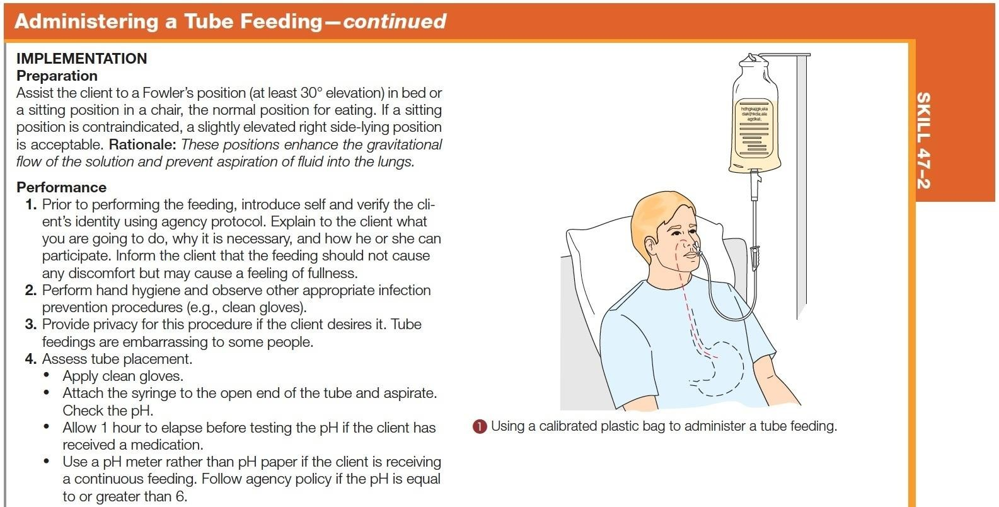 Administering a Tube Feeding—continued
IMPLEMENTATION
Preparation
Assist the client to a Fowler's position (at least 30° elevation) in bed or
a sitting position in a chair, the normal position for eating. If a sitting
position is contraindicated, a slightly elevated right side-lying position
is acceptable. Rationale: These positions enhance the gravitational
flow of the solution and prevent aspiration of fluid into the lungs.
Performance
1. Prior to performing the feeding, introduce self and verify the cli-
ent's identity using agency protocol. Explain to the client what
you are going to do, why it is necessary, and how he or she can
participate. Inform the client that the feeding should not cause
any discomfort but may cause a feeling of fullness.
2. Perform hand hygiene and observe other appropriate infection
prevention procedures (e.g., clean gloves).
3. Provide privacy for this procedure if the client desires it. Tube
feedings are embarrassing to some people.
4. Assess tube placement.
• Apply clean gloves.
• Attach the syringe to the open end of the tube and aspirate.
Check the pH.
• Allow 1 hour to elapse before testing the pH if the client has
received a medication.
• Use a pH meter rather than pH paper if the client is receiving
a continuous feeding. Follow agency policy if the pH is equal
to or greater than 6.
1 Using a calibrated plastic bag to administer a tube feeding.
SKILL 47–2